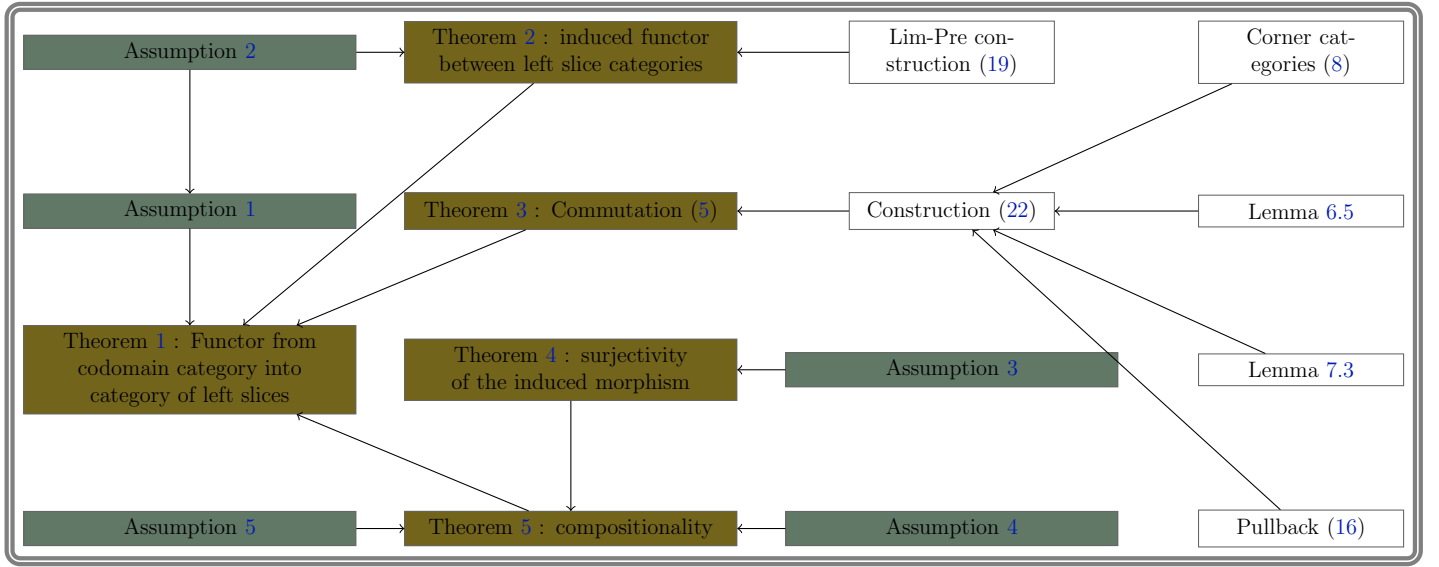 Assumption 2
Theorem 2 : induced functor
between left slice categories
Lim-Pre con-
struction (19)
Corner cat-
egories (8)
Assumption 1
Theorem 3 : Commutation (5)
Construction (22)
Lemma 6.5
Theorem 1 : Functor from
codomain category into
category of left slices
Theorem 4 : surjectivity
of the induced morphism
Assumption 3
Lemma 7.3
Assumption 5
Theorem 5 : compositionality
Assumption 4
Pullback (16)